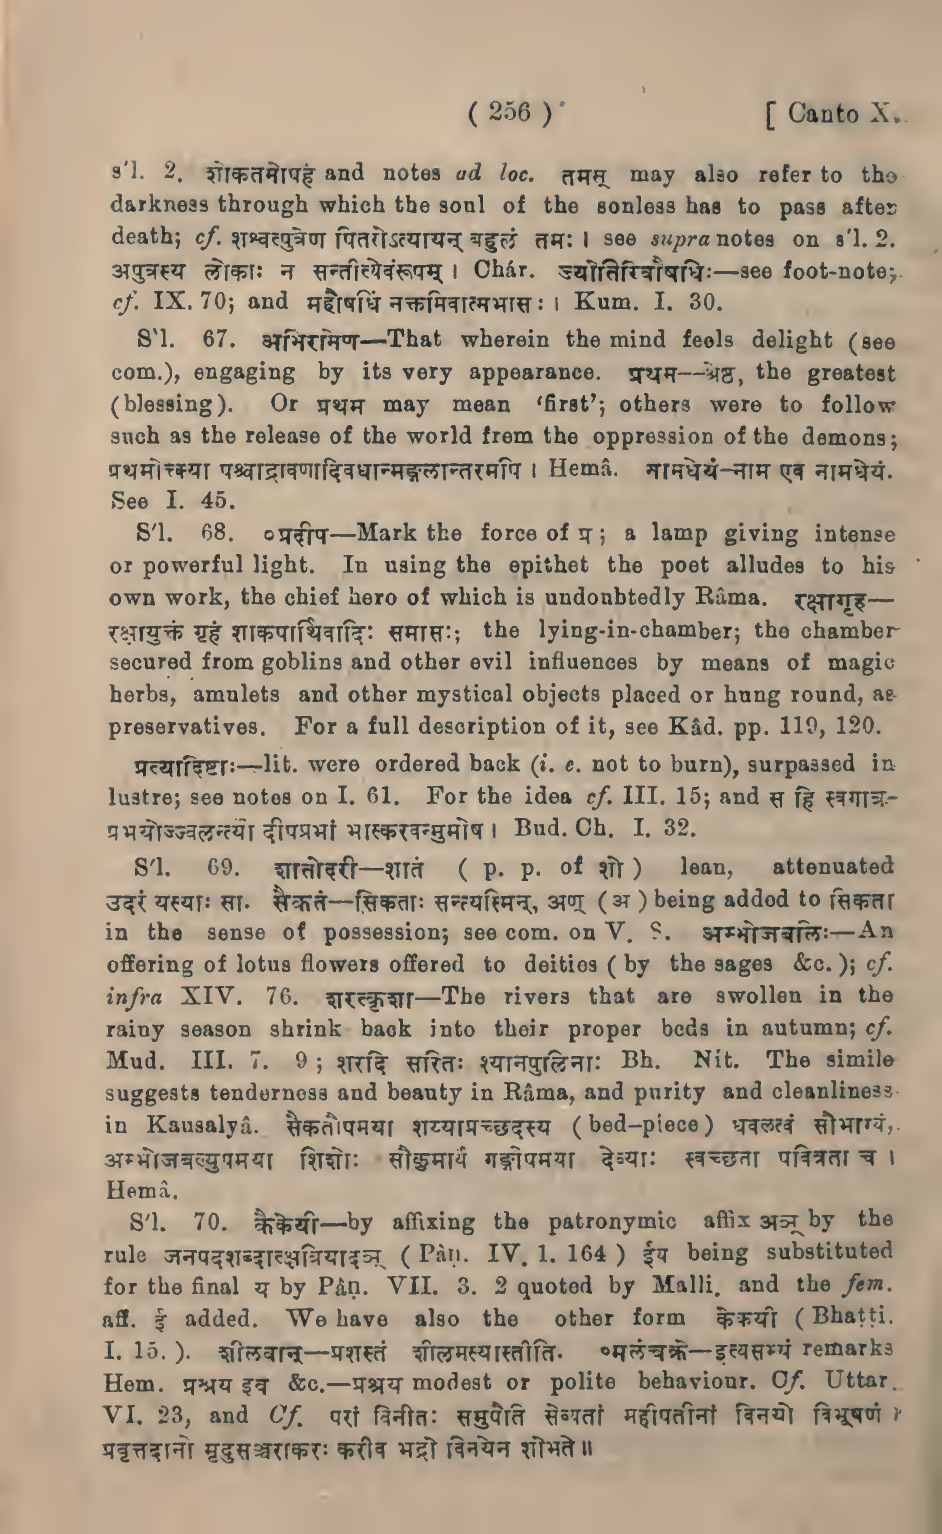 ( 256 ) [ Canto X.
s'l. 2. शोकतमोपहं and notes ad loc. तमस् may also refer to the
darkness through which the soul of the sonless has to pass after
death; cf. शश्वत्पुत्रेण पितरोऽत्यायन् बहुलं तमः । see supra notes on s'l. 2.
अपुत्रस्य लोकाः न सन्तीत्येवंरूपम् । Chár. ज्योतिरिवौषधिः—see foot-note;
cf. IX. 70; and महौषधिं नक्तमिवात्मभासः । Kum. I. 30.
S'l. 67. अभिरामेण—That wherein the mind feels delight (see
com.), engaging by its very appearance. प्रथम--श्रेष्ठ, the greatest
(blessing). Or प्रथम may mean ‘first’; others were to follow
such as the release of the world from the oppression of the demons;
प्रथमोक्त्या पश्चाद्रावणादिवधान्मङ्गलान्तरमपि । Hemâ. नामधेयं-नाम एव नामधेयं.
See I. 45.
S'l. 68. ०प्रदीप—Mark the force of प्र; a lamp giving intense
or powerful light. In using the epithet the poet alludes to his
own work, the chief hero of which is undoubtedly Râma. रक्षागृह—
रक्षायुक्तं गृहं शाकपार्थिवादिः समासः; the lying-in-chamber; the chamber
secured from goblins and other evil influences by means of magic
herbs, amulets and other mystical objects placed or hung round, as
preservatives. For a full description of it, see Kâd. pp. 119, 120.
प्रत्यादिष्टाः—lit. were ordered back (i. e. not to burn), surpassed in
lustre; see notes on I. 61. For the idea cf. III. 15; and स हि स्वगात्र-
प्रभयोज्ज्वलन्त्या दीपप्रभां भास्करवन्मुमोष । Bud. Ch. I. 32.
S'l. 69. शातोदरी—शातं ( p. p. of शो ) lean, attenuated
उदरं यस्याः सा. सैकतं—सिकताः सन्त्यस्मिन्, अण् (अ) being added to सिकता
in the sense of possession; see com. on V. 8. अम्भोजबलिः—An
offering of lotus flowers offered to deities ( by the sages &c. ); cf.
infra XIV. 76. शरत्कृशा—The rivers that are swollen in the
rainy season shrink back into their proper beds in autumn; cf.
Mud. III. 7. 9; शरदि सरितः श्यानपुलिनाः Bh. Nit. The simile
suggests tenderness and beauty in Râma, and purity and cleanliness
in Kausalyâ. सैकतोपमया शय्याप्रच्छदस्य ( bed-piece ) धवलत्वं सौभाग्यं,
अम्भोजबल्युपमया शिशोः सौकुमार्यं गङ्गोपमया देव्याः स्वच्छता पवित्रता च ।
Hemâ.
S'l. 70. कैकेयी—by affixing the patronymic affix अञ् by the
rule जनपदशब्दात्क्षत्रियादञ् ( Pâṇ. IV. 1. 164 ) ईय being substituted
for the final य by Pâṇ. VII. 3. 2 quoted by Malli. and the fem.
aff. ई added. We have also the other form केकयी ( Bhaṭṭi.
I. 15. ). शीलवान्—प्रशस्तं शीलमस्यास्तीति. ०मलंचक्रे—इत्यसभ्यं remarks
Hem. प्रश्रय इव &c.—प्रश्रय modest or polite behaviour. Cf. Uttar.
VI. 23, and Cf. परां विनीतः समुपैति सेव्यतां महीपतीनां विनयो विभूषणं ।
प्रवृत्तदानो मृदुसञ्चरात्करः करीव भद्रो विनयेन शोभते ॥